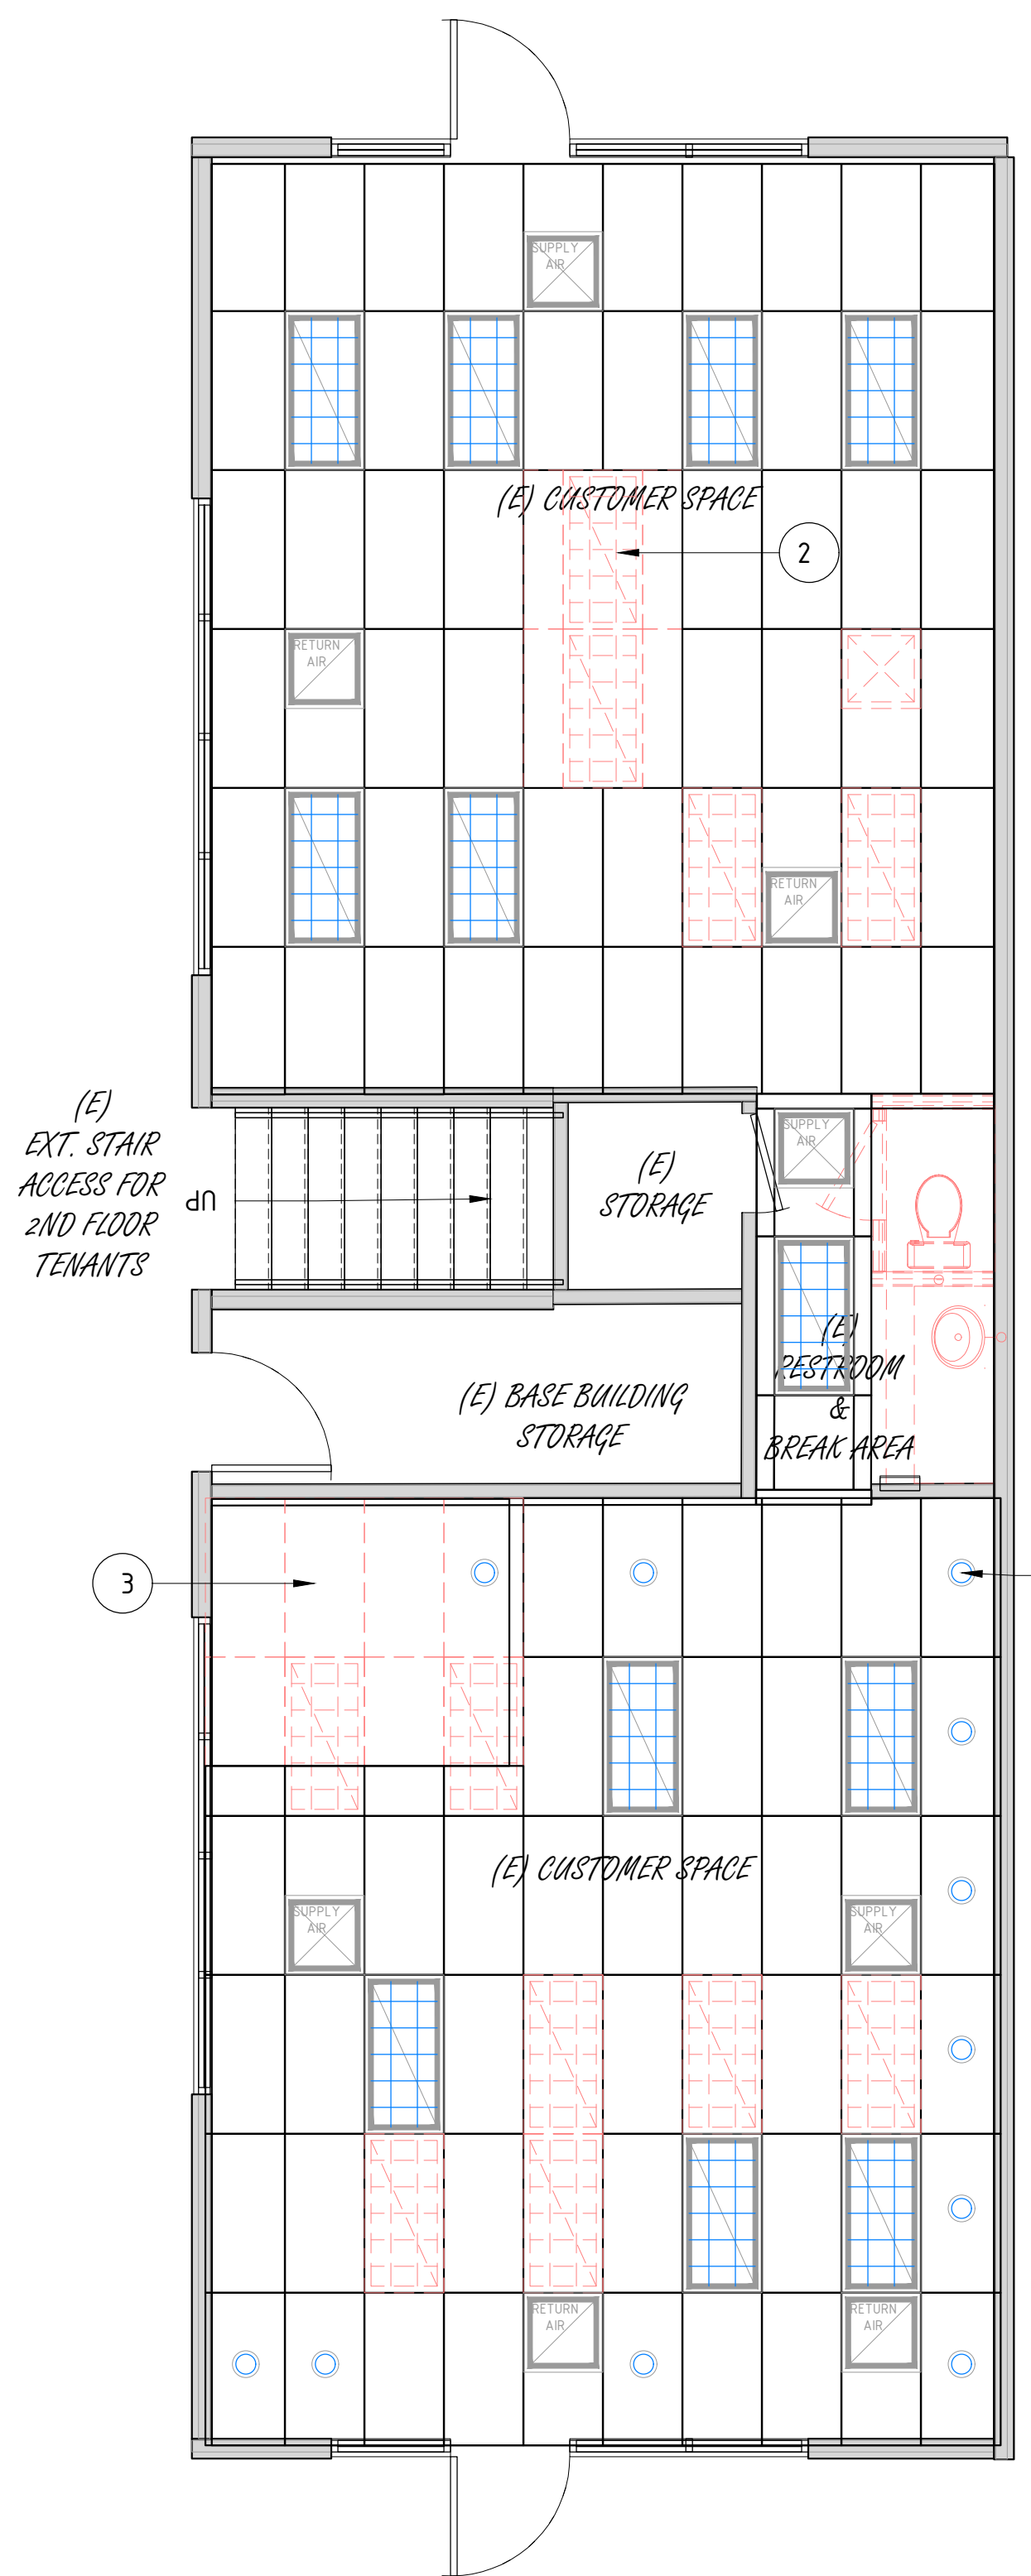 SUPPLY
AIR
(E) CUSTOMER SPACE
2
RETURN
AIR
RETURN
AIR
(E)
EXT. STAIR
ACCESS FOR
2ND FLOOR
TENANTS
UP
(E)
STORAGE
SUPPLY
AIR
(E)
RESTROOM
&
BREAK AREA
(E) BASE BUILDING
STORAGE
3
(E) CUSTOMER SPACE
SUPPLY
AIR
SUPPLY
AIR
RETURN
AIR
RETURN
AIR